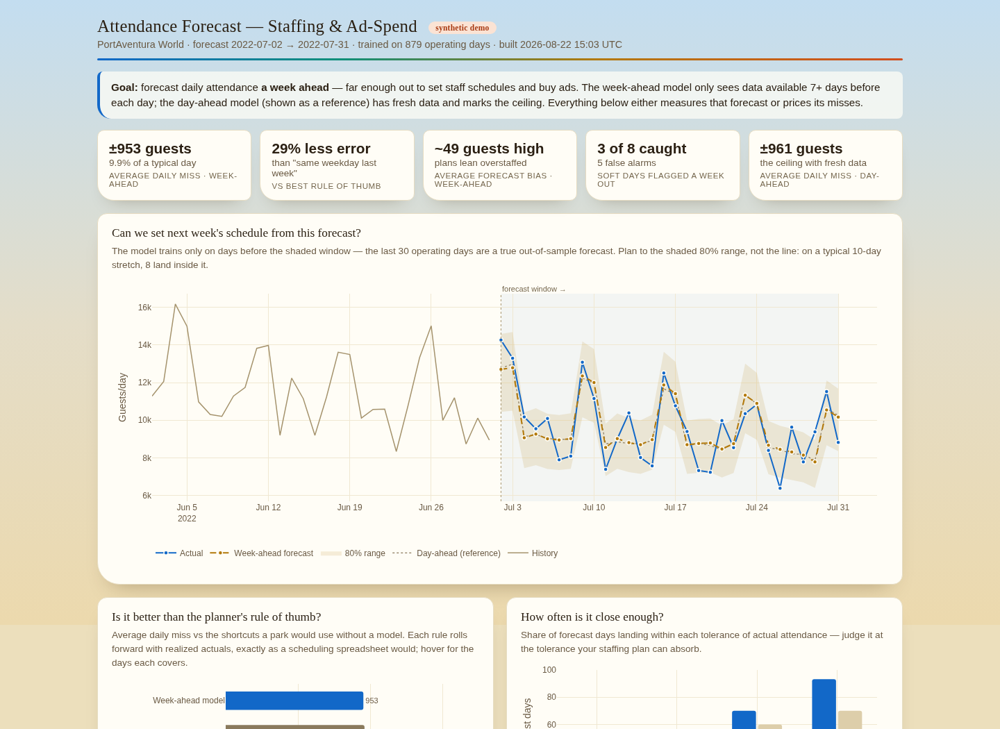 Attendance Forecast — Staffing & Ad-Spend synthetic demo
PortAventura World · forecast 2022-07-02 → 2022-07-31 · trained on 879 operating days · built 2026-08-22 15:03 UTC
Goal: forecast daily attendance a week ahead — far enough out to set staff schedules and buy ads. The week-ahead model only sees data available 7+ days before
each day; the day-ahead model (shown as a reference) has fresh data and marks the ceiling. Everything below either measures that forecast or prices its misses.
±953 guests
9.9% of a typical day
AVERAGE DAILY MISS · WEEK-
AHEAD
29% less error
than "same weekday last
week"
VS BEST RULE OF THUMB
~49 guests high
plans lean overstaffed
AVERAGE FORECAST BIAS ·
WEEK-AHEAD
3 of 8 caught
5 false alarms
SOFT DAYS FLAGGED A WEEK
OUT
±961 guests
the ceiling with fresh data
AVERAGE DAILY MISS · DAY-
AHEAD
Can we set next week's schedule from this forecast?
The model trains only on days before the shaded window — the last 30 operating days are a true out-of-sample forecast. Plan to the shaded 80% range, not the line: on a typical 10-day
stretch, 8 land inside it.
forecast window →
Guests/day
16k
14k
12k
10k
8k
6k
Jun 5
2022
Jun 12
Jun 19
Jun 26
Jul 3
Jul 10
Jul 17
Jul 24
Jul 31
Actual Week-ahead forecast 80% range Day-ahead (reference) History
Is it better than the planner's rule of thumb?
Average daily miss vs the shortcuts a park would use without a model. Each rule rolls
forward with realized actuals, exactly as a scheduling spreadsheet would; hover for the
days each covers.
Week-ahead model 953
How often is it close enough?
Share of forecast days landing within each tolerance of actual attendance — judge it at
the tolerance your staffing plan can absorb.
100
80
60
st days